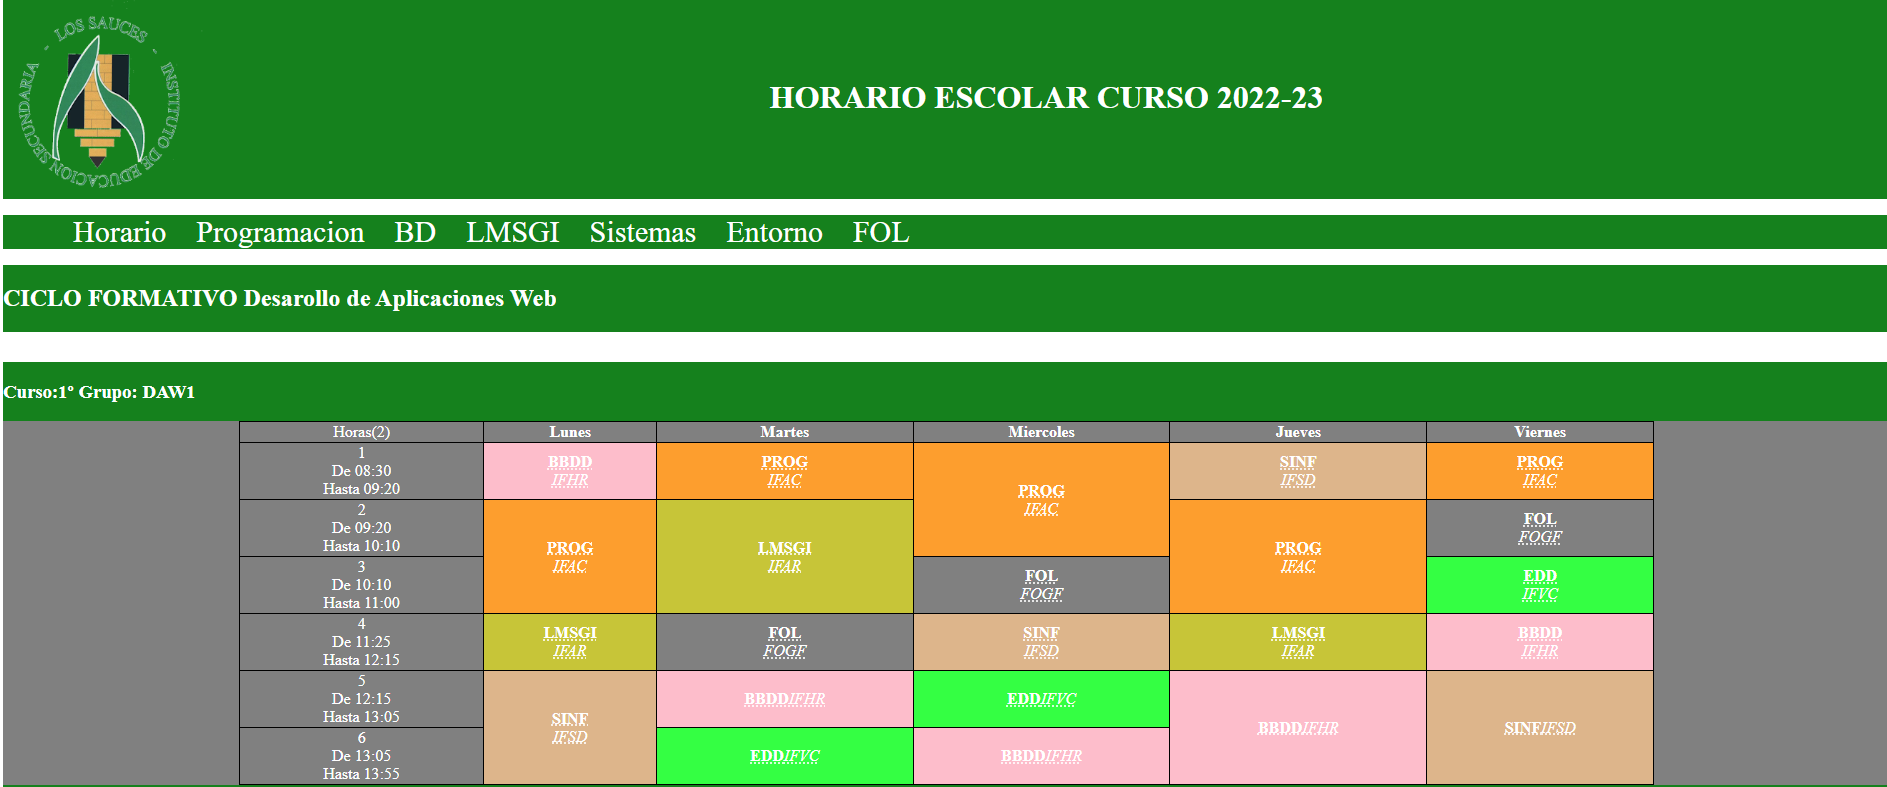 - LOS SAUCES -
INSTITUTO DE EDUCACION SECUNDARIA
HORARIO ESCOLAR CURSO 2022-23
Horario Programacion BD LMSGI Sistemas Entorno FOL
CICLO FORMATIVO Desarollo de Aplicaciones Web
Curso:1º Grupo: DAW1
Horas(2) Lunes Martes Miercoles Jueves Viernes
1
De 08:30
Hasta 09:20
BBDD
IFHR
PROG
IFAC
PROG
IFAC
SINF
IFSD
PROG
IFAC
2
De 09:20
Hasta 10:10
PROG
IFAC
LMSGI
IFAR
PROG
IFAC
FOL
FOGF
3
De 10:10
Hasta 11:00
FOL
FOGF
EDD
IFVC
4
De 11:25
Hasta 12:15
LMSGI
IFAR
FOL
FOGF
SINF
IFSD
LMSGI
IFAR
BBDD
IFHR
5
De 12:15
Hasta 13:05
SINF
IFSD
BBDDIFHR
EDDIFVC
BBDDIFHR
SINFIFSD
6
De 13:05
Hasta 13:55
EDDIFVC
BBDDIFHR